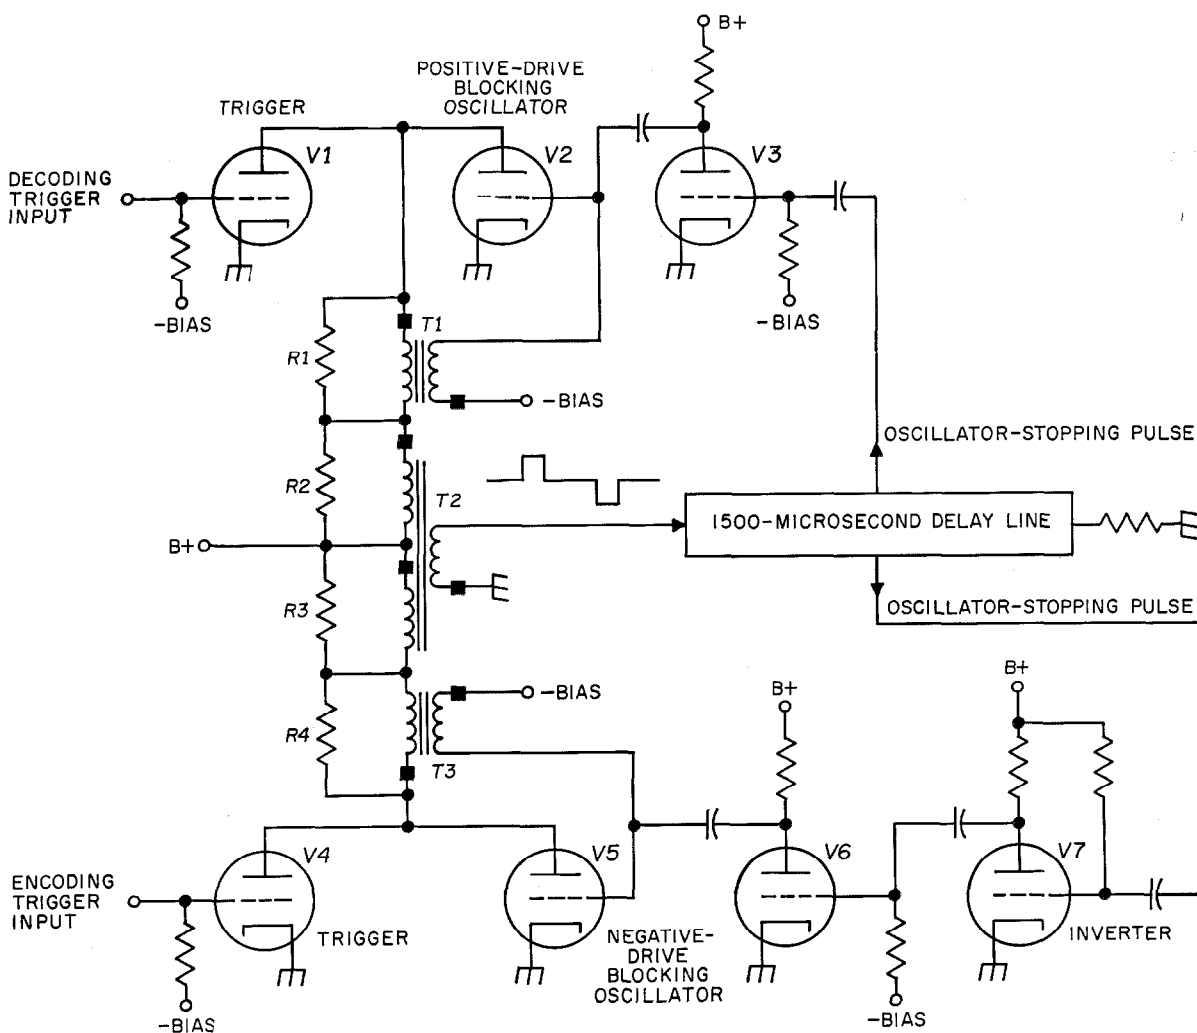 B+
POSITIVE-DRIVE
BLOCKING
OSCILLATOR
TRIGGER
V1
V2
V3
DECODING
TRIGGER
INPUT
-BIAS
-BIAS
T1
R1
-BIAS
OSCILLATOR-STOPPING PULSE
R2
T2
1500-MICROSECOND DELAY LINE
B+
R3
OSCILLATOR-STOPPING PULSE
-BIAS
B+
B+
R4
T3
V4
V5
V6
V7
ENCODING
TRIGGER
INPUT
TRIGGER
NEGATIVE-
DRIVE
BLOCKING
OSCILLATOR
INVERTER
-BIAS
-BIAS